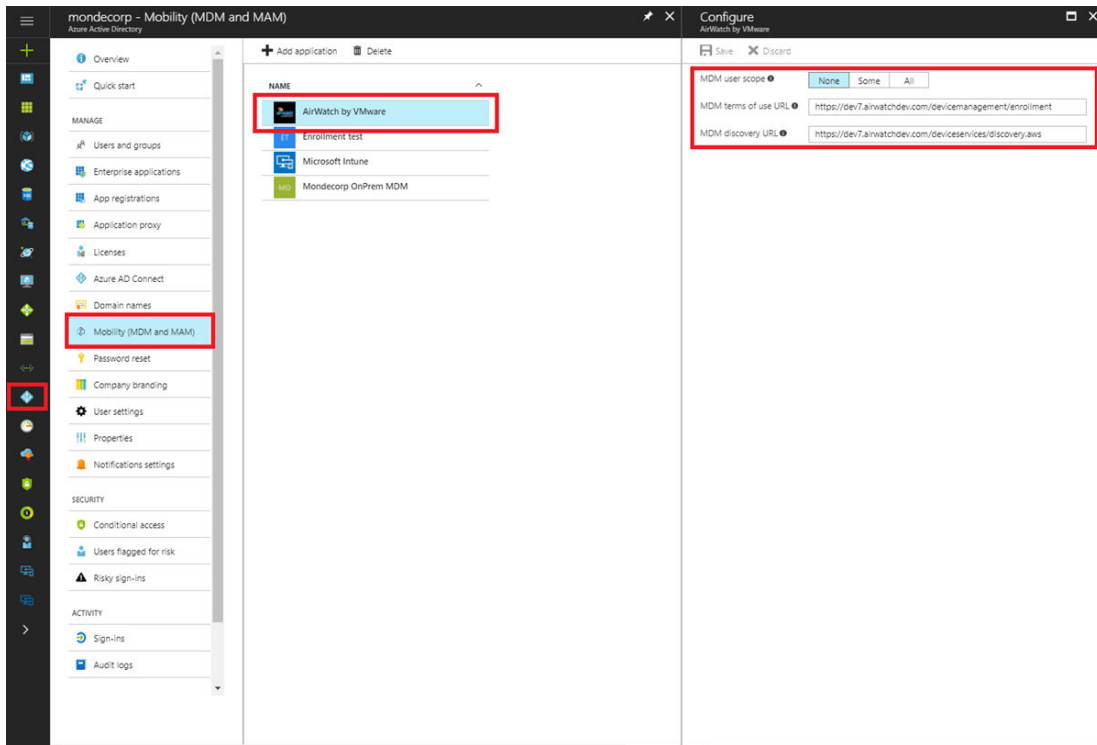 mondecorp - Mobility (MDM and MAM)
Azure Active Directory
Overview
Quick start
MANAGE
Users and groups
Enterprise applications
App registrations
Application proxy
Licenses
Azure AD Connect
Domain names
Mobility (MDM and MAM)
Password reset
Company branding
User settings
Properties
Notifications settings
SECURITY
Conditional access
Users flagged for risk
Risky sign-ins
ACTIVITY
Sign-ins
Audit logs
Add application Delete
NAME
AirWatch by VMware
ET Enrollment test
Microsoft Intune
MO Mondecorp OnPrem MDM
Configure
AirWatch by VMware
Save Discard
MDM user scope None Some All
MDM terms of use URL https://dev7.airwatchdev.com/devicemanagement/enrollment
MDM discovery URL https://dev7.airwatchdev.com/deviceservices/discovery.aws